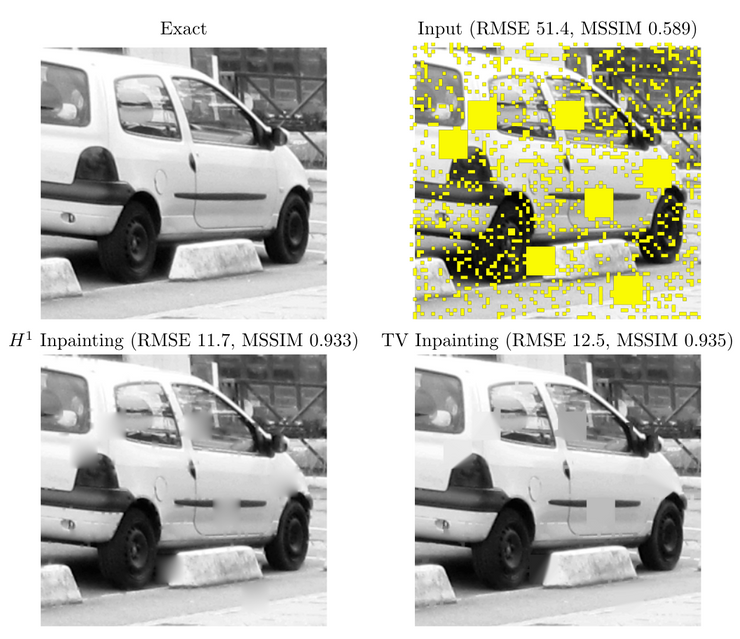 Exact
Input (RMSE 51.4, MSSIM 0.589)
H¹ Inpainting (RMSE 11.7, MSSIM 0.933)
TV Inpainting (RMSE 12.5, MSSIM 0.935)